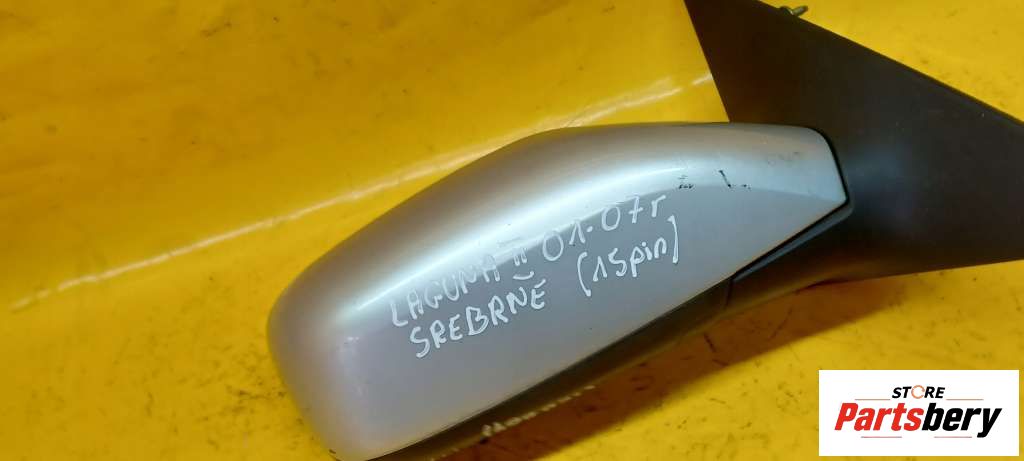 LAGUNA II 01-07r
SREBRNE (15pin)
STORE
Partsbery